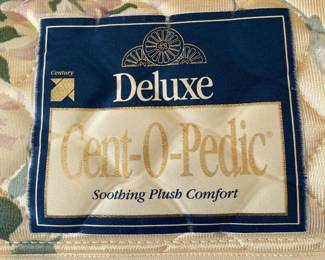 Century
Deluxe
Cent-O-Pedic®
Soothing Plush Comfort